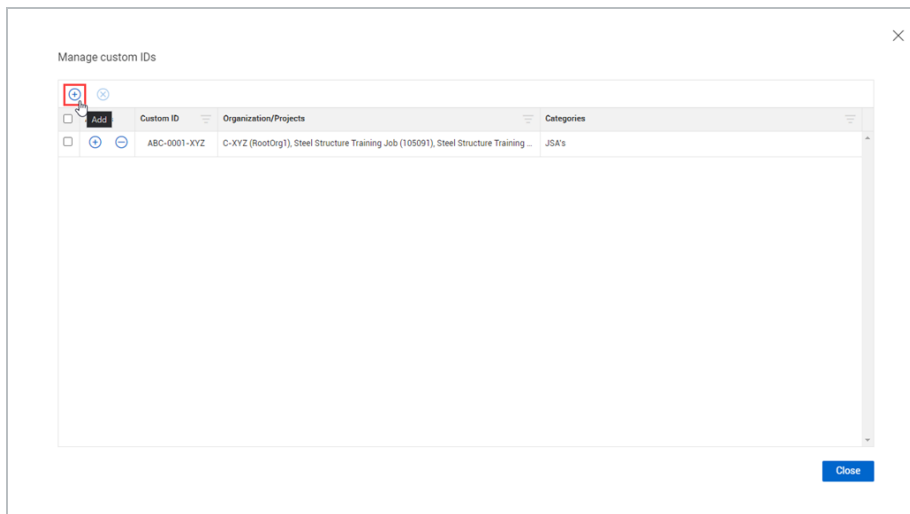 Manage custom IDs
Add
Custom ID
Organization/Projects
Categories
ABC-0001-XYZ
C-XYZ (RootOrg1), Steel Structure Training Job (105091), Steel Structure Training ...
JSA's
Close